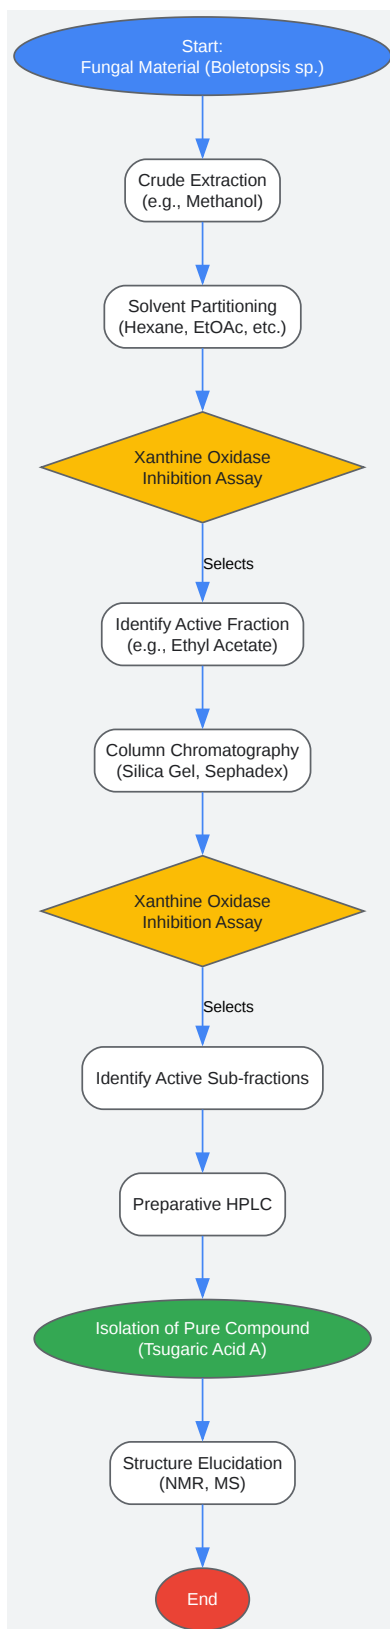 Start:
Fungal Material (Boletopsis sp.)
Crude Extraction
(e.g., Methanol)
Solvent Partitioning
(Hexane, EtOAc, etc.)
Xanthine Oxidase
Inhibition Assay
Selects
Identify Active Fraction
(e.g., Ethyl Acetate)
Column Chromatography
(Silica Gel, Sephadex)
Xanthine Oxidase
Inhibition Assay
Selects
Identify Active Sub-fractions
Preparative HPLC
Isolation of Pure Compound
(Tsugaric Acid A)
Structure Elucidation
(NMR, MS)
End